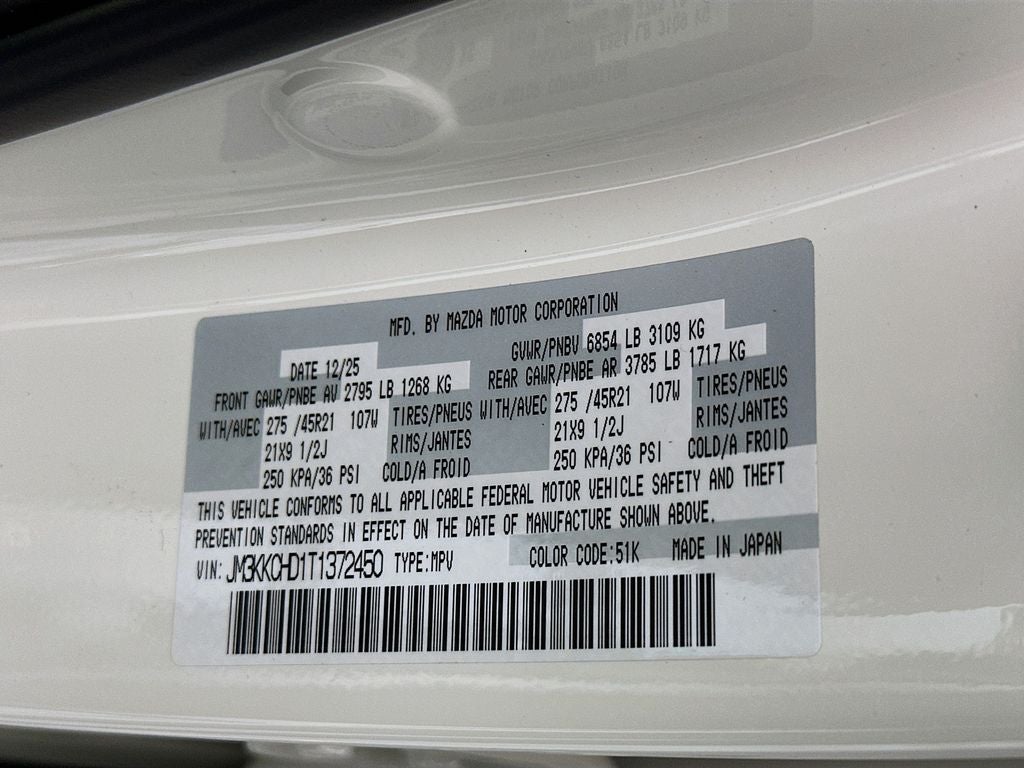 MFD. BY MAZDA MOTOR CORPORATION
DATE 12/25 GVWR/PNBV 6854 LB 3109 KG
FRONT GAWR/PNBE AV 2795 LB 1268 KG REAR GAWR/PNBE AR 3785 LB 1717 KG
WITH/AVEC 275 /45R21 107W TIRES/PNEUS WITH/AVEC 275 /45R21 107W TIRES/PNEUS
21X9 1/2J RIMS/JANTES 21X9 1/2J RIMS/JANTES
250 KPA/36 PSI COLD/A FROID 250 KPA/36 PSI COLD/A FROID
THIS VEHICLE CONFORMS TO ALL APPLICABLE FEDERAL MOTOR VEHICLE SAFETY AND THEFT
PREVENTION STANDARDS IN EFFECT ON THE DATE OF MANUFACTURE SHOWN ABOVE.
VIN: JM3KKCHD1T1372450 TYPE:MPV COLOR CODE:51K MADE IN JAPAN